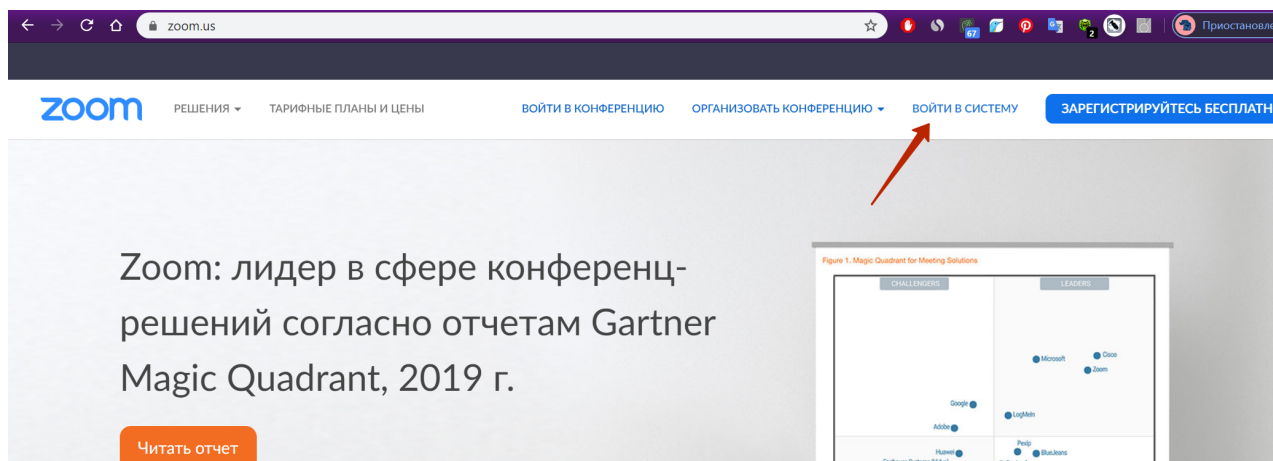 zoom.us
67
2
Приостановле
zoom
РЕШЕНИЯ
ТАРИФНЫЕ ПЛАНЫ И ЦЕНЫ
ВОЙТИ В КОНФЕРЕНЦИЮ
ОРГАНИЗОВАТЬ КОНФЕРЕНЦИЮ
ВОЙТИ В СИСТЕМУ
ЗАРЕГИСТРИРУЙТЕСЬ БЕСПЛАТН
Zoom: лидер в сфере конференц-
решений согласно отчетам Gartner
Magic Quadrant, 2019 г.
Читать отчет
Figure 1. Magic Quadrant for Meeting Solutions
CHALLENGERS
LEADERS
Microsoft
Cisco
Zoom
Google
LogMeIn
Adobe
Pexip
Huawei
BlueJeans